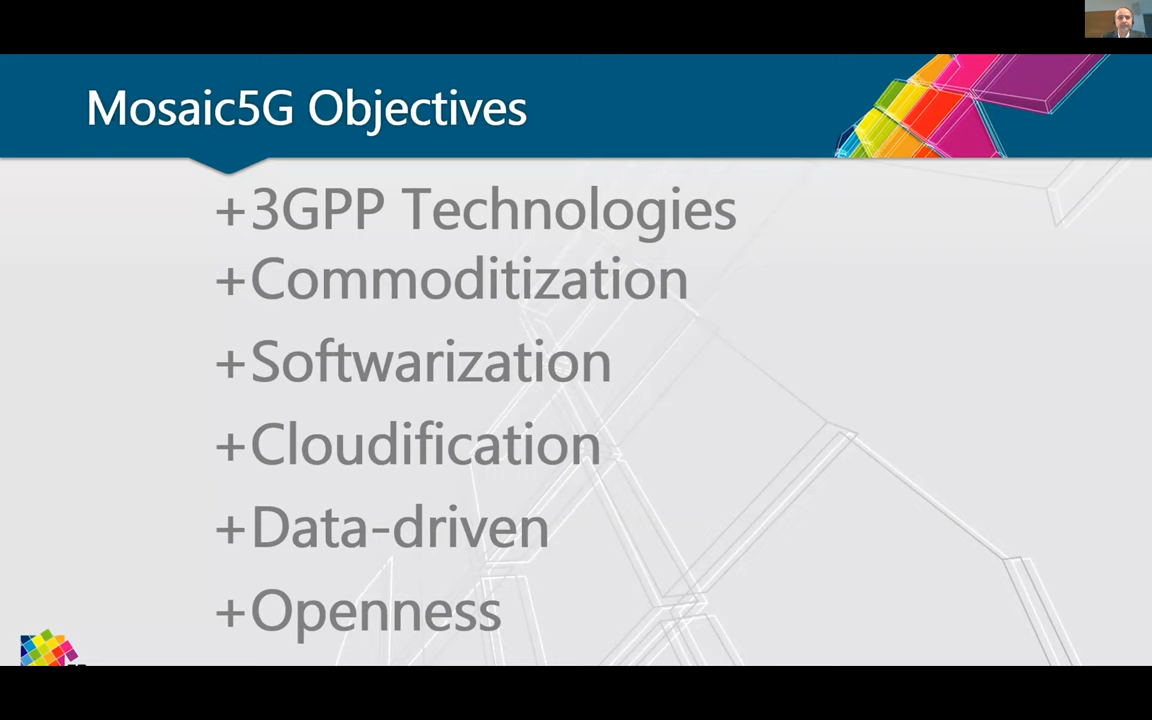 Mosaic5G Objectives
+3GPP Technologies
+Commoditization
+Softwarization
+Cloudification
+Data-driven
+Openness